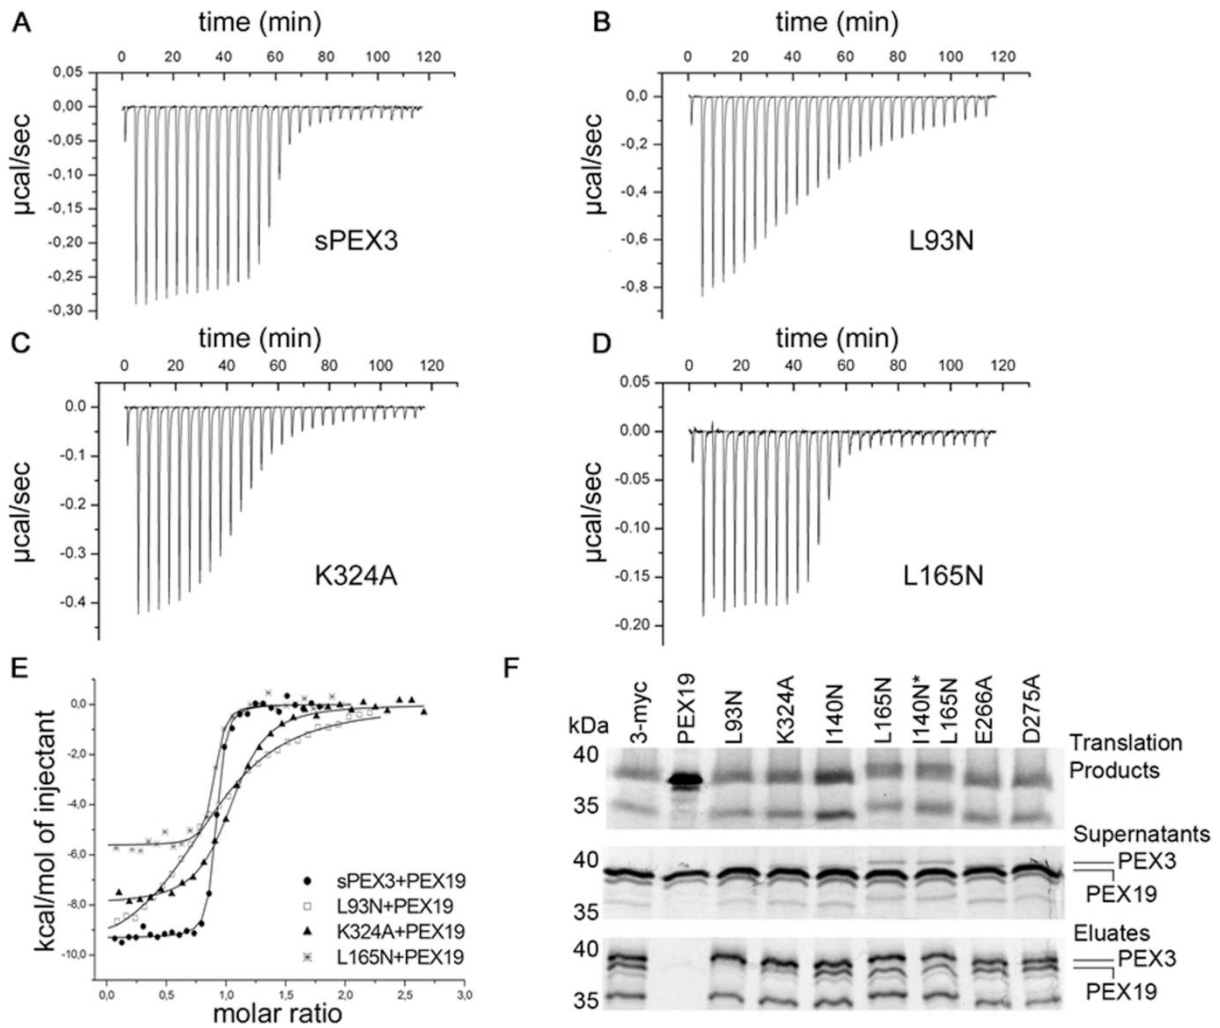 A
time (min)
0 20 40 60 80 100 120
0,05
0,00
-0,05
-0,10
-0,15
-0,20
-0,25
-0,30
µcal/sec
sPEX3
B
time (min)
0 20 40 60 80 100 120
0,0
-0,2
-0,4
-0,6
-0,8
µcal/sec
L93N
C
time (min)
0 20 40 60 80 100 120
0.0
-0.1
-0.2
-0.3
-0.4
µcal/sec
K324A
D
time (min)
0 20 40 60 80 100 120
0.05
0.00
-0.05
-0.10
-0.15
-0.20
µcal/sec
L165N
E
0,0
-2,0
-4,0
-6,0
-8,0
-10,0
kcal/mol of injectant
sPEX3+PEX19
L93N+PEX19
K324A+PEX19
L165N+PEX19
0,0 0,5 1,0 1,5 2,0 2,5 3,0
molar ratio
F
kDa
3-myc
PEX19
L93N
K324A
I140N
L165N
I140N*
L165N
E266A
D275A
40
35
Translation
Products
Supernatants
40
35
PEX3
PEX19
Eluates
40
35
PEX3
PEX19